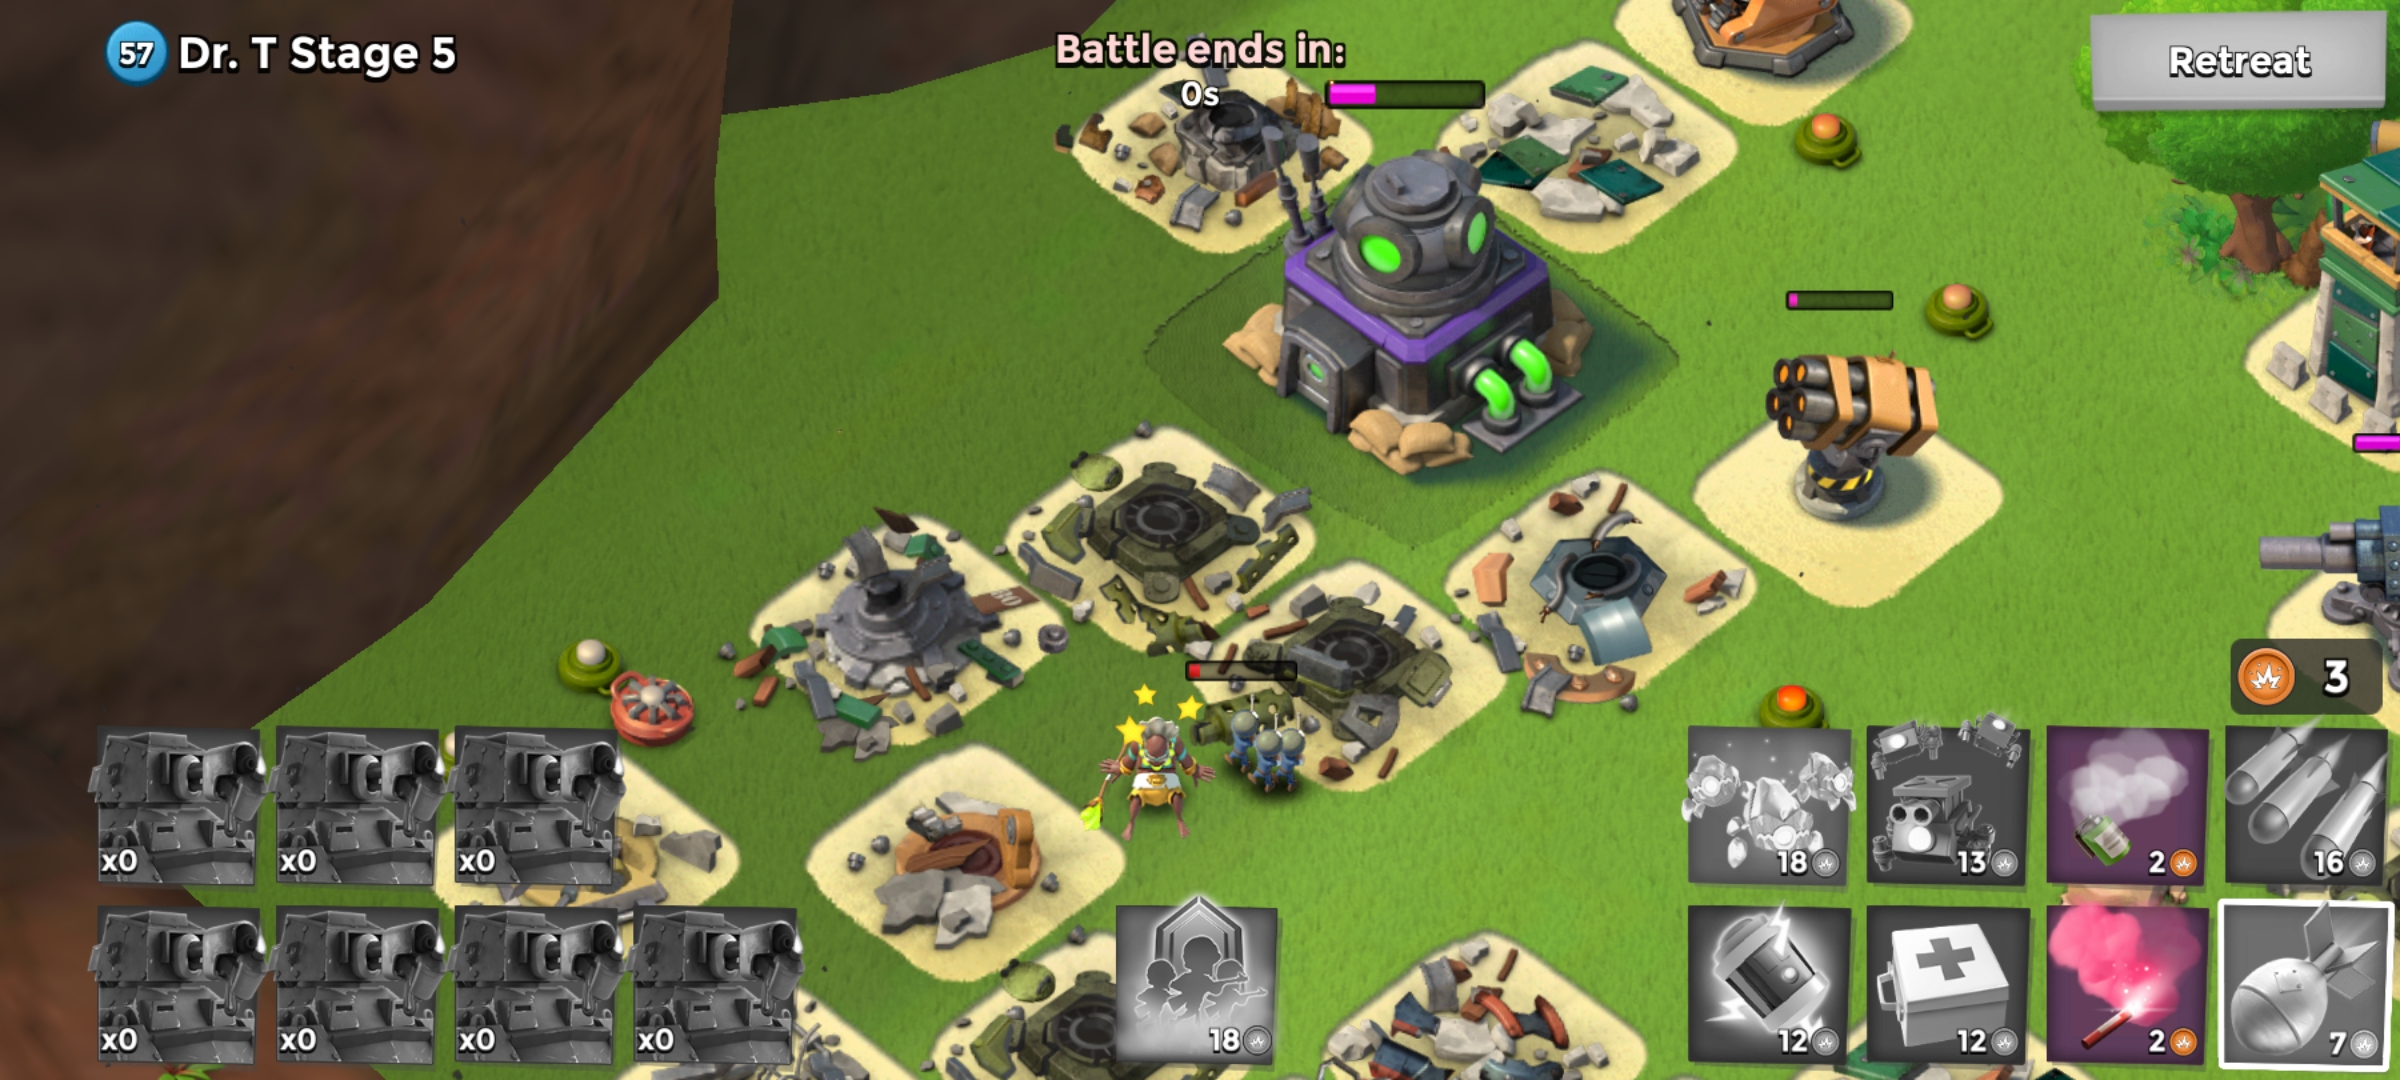 57 Dr. T Stage 5
Battle ends in:
0s
Retreat
3
x0 x0 x0
18 13 2 16
x0 x0 x0 x0
18
12 12 2 7